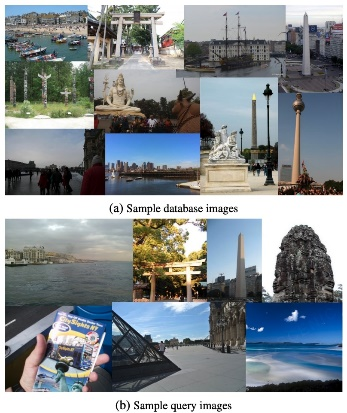 (a) Sample database images
(b) Sample query images